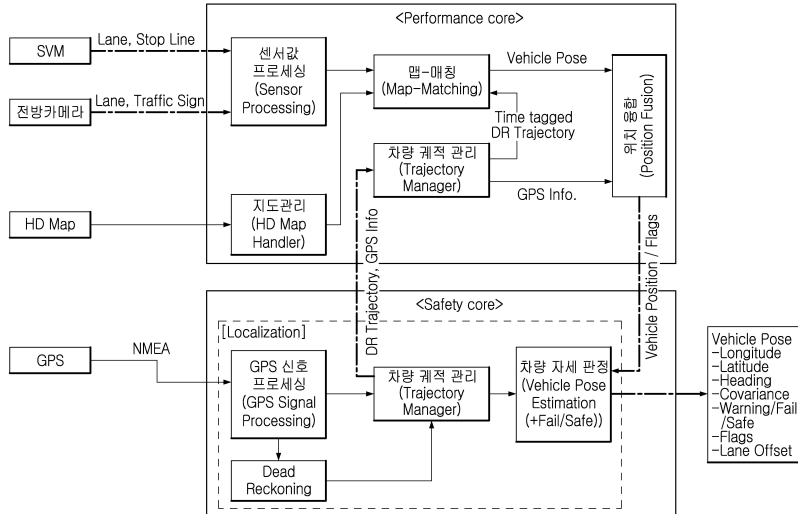 <Performance core>
SVM
Lane, Stop Line
전방카메라
Lane, Traffic Sign
센서값
프로세싱
(Sensor
Processing)
맵-매칭
(Map-Matching)
Vehicle Pose
Time tagged
DR Trajectory
위치 융합
(Position Fusion)
차량 궤적 관리
(Trajectory
Manager)
GPS Info.
HD Map
지도관리
(HD Map
Handler)
DR Trajectory, GPS Info
Vehicle Position / Flags
<Safety core>
[Localization]
GPS
NMEA
GPS 신호
프로세싱
(GPS Signal
Processing)
차량 궤적 관리
(Trajectory
Manager)
차량 자세 판정
(Vehicle Pose
Estimation
(+Fail/Safe))
Dead
Reckoning
Vehicle Pose
-Longitude
-Latitude
-Heading
-Covariance
-Warning/Fail
/Safe
-Flags
-Lane Offset